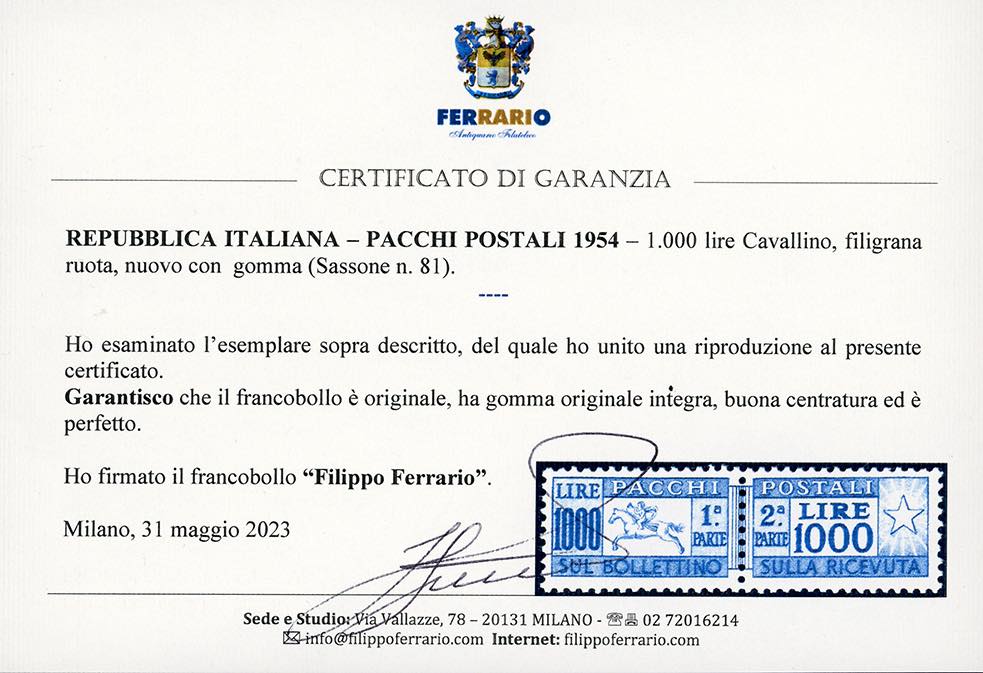 FERRARIO
Antiquario Filatelico
CERTIFICATO DI GARANZIA
REPUBBLICA ITALIANA – PACCHI POSTALI 1954 – 1.000 lire Cavallino, filigrana
ruota, nuovo con gomma (Sassone n. 81).
----
Ho esaminato l’esemplare sopra descritto, del quale ho unito una riproduzione al presente
certificato.
Garantisco che il francobollo è originale, ha gomma originale integra, buona centratura ed è
perfetto.
Ho firmato il francobollo “Filippo Ferrario”.
Milano, 31 maggio 2023
LIRE PACCHI POSTALI
1000 1ª PARTE 2ª PARTE LIRE 1000
SUL BOLLETTINO SULLA RICEVUTA
Sede e Studio: Via Vallazze, 78 – 20131 MILANO - 02 72016214
info@filippoferrario.com Internet: filippoferrario.com